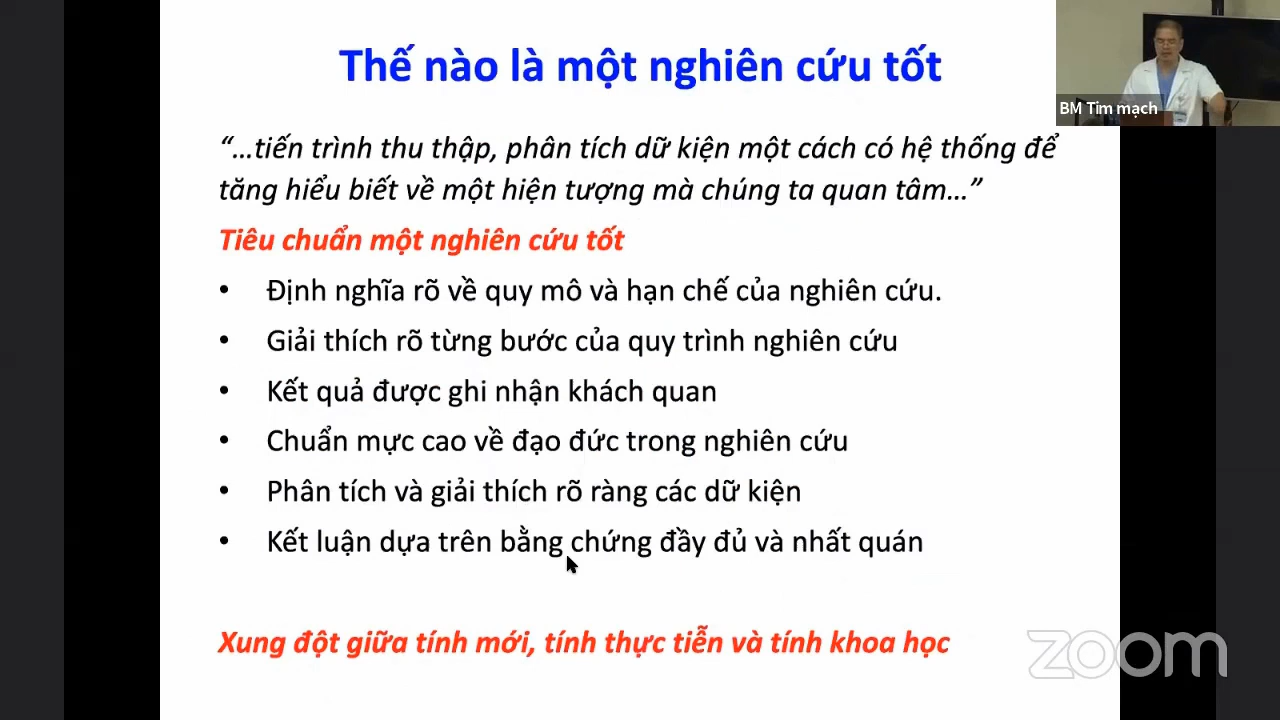 Thế nào là một nghiên cứu tốt
BM Tim mạch
“…tiến trình thu thập, phân tích dữ kiện một cách có hệ thống để
tăng hiểu biết về một hiện tượng mà chúng ta quan tâm…”
Tiêu chuẩn một nghiên cứu tốt
• Định nghĩa rõ về quy mô và hạn chế của nghiên cứu.
• Giải thích rõ từng bước của quy trình nghiên cứu
• Kết quả được ghi nhận khách quan
• Chuẩn mực cao về đạo đức trong nghiên cứu
• Phân tích và giải thích rõ ràng các dữ kiện
• Kết luận dựa trên bằng chứng đầy đủ và nhất quán
Xung đột giữa tính mới, tính thực tiễn và tính khoa học
zoom